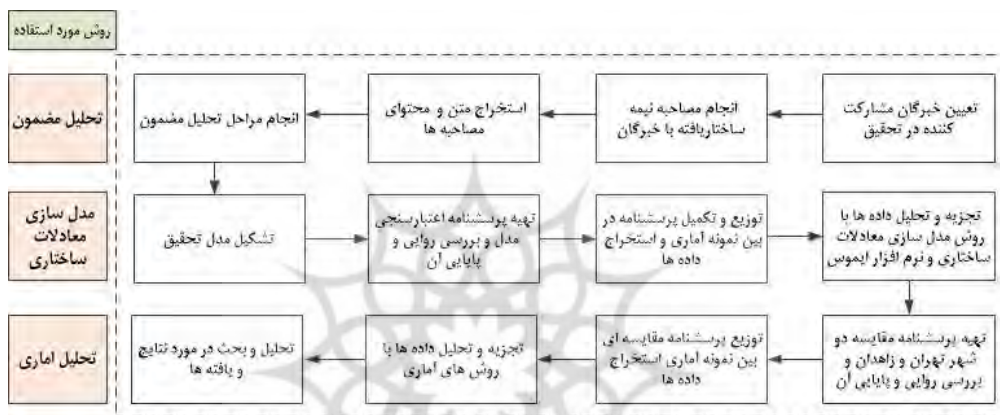 روش مورد استفاده
تحلیل مضمون
تعیین خبرگان مشارکت
کننده در تحقیق
انجام مصاحبه نیمه
ساختاریافته با خبرگان
استخراج متن و محتوای
مصاحبه ها
انجام مراحل تحلیل مضمون
مدل سازی
معادلات
ساختاری
تشکیل مدل تحقیق
تهیه پرسشنامه اعتبارسنجی
مدل و بررسی روایی و
پایایی آن
توزیع و تکمیل پرسشنامه در
بین نمونه آماری و استخراج
داده ها
تجزیه و تحلیل داده ها با
روش مدل سازی معادلات
ساختاری و نرم افزار ایموس
تحلیل اماری
تهیه پرسشنامه مقایسه دو
شهر تهران و زاهدان و
بررسی روایی و پایایی آن
توزیع پرسشنامه مقایسه ای
بین نمونه آماری استخراج
داده ها
تجزیه و تحلیل داده ها با
روش های آماری
تحلیل و بحث در مورد نتایج
و یافته ها